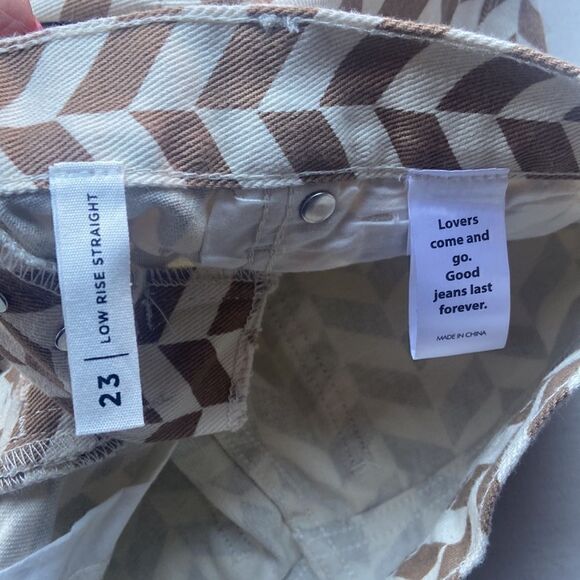 23 | LOW RISE STRAIGHT
Lovers
come and
go.
Good
jeans last
forever.
MADE IN CHINA